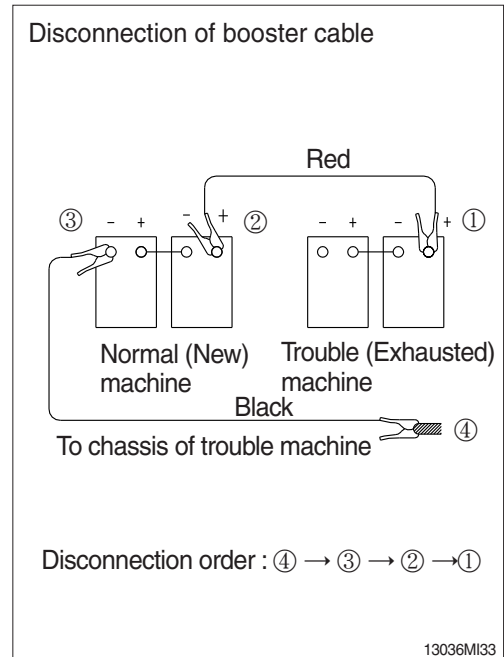 Disconnection of booster cable
Red
③ - + - + ② - + - + ①
Normal (New)
machine
Trouble (Exhausted)
machine
Black
To chassis of trouble machine ④
Disconnection order : ④ → ③ → ② →①
13036MI33